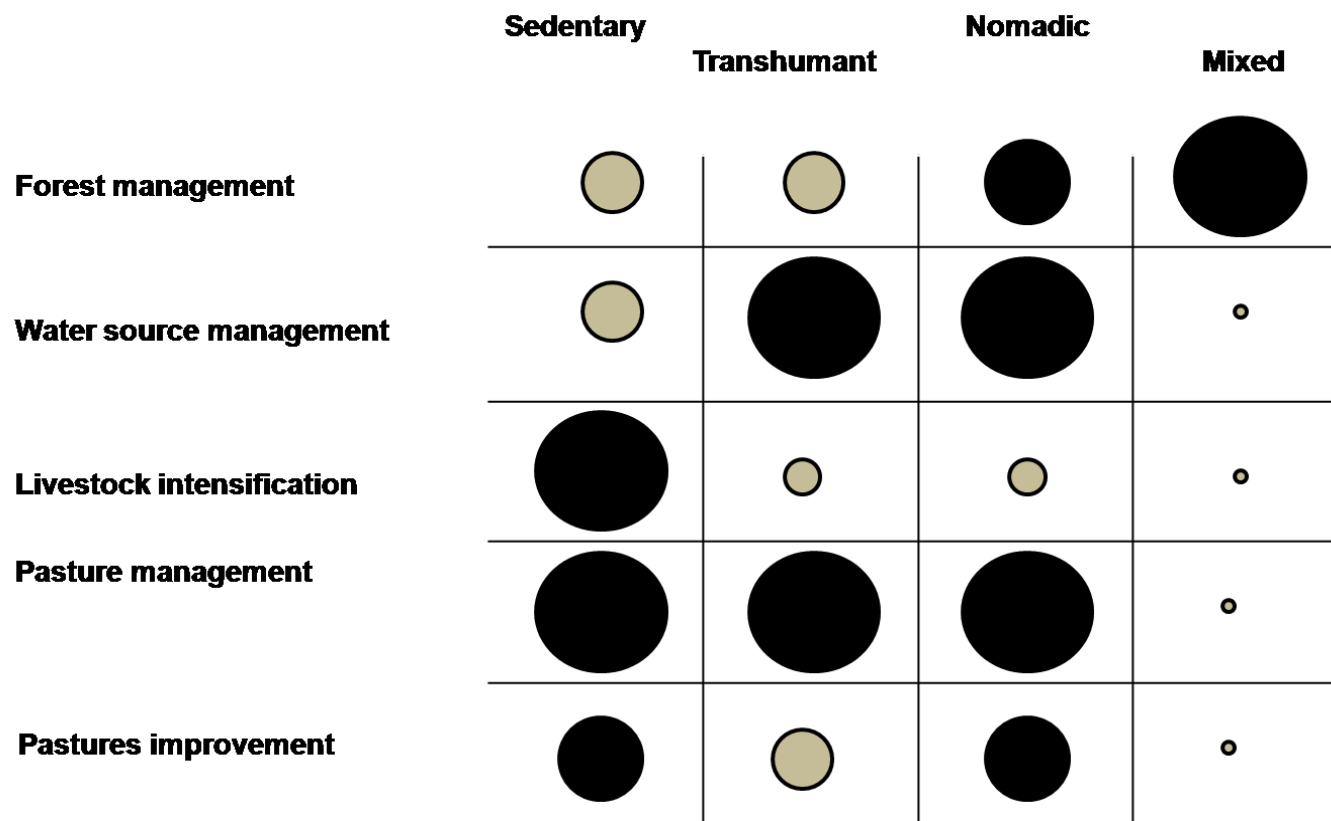 Sedentary
Nomadic
Transhumant
Mixed
Forest management
Water source management
Livestock intensification
Pasture management
Pastures improvement